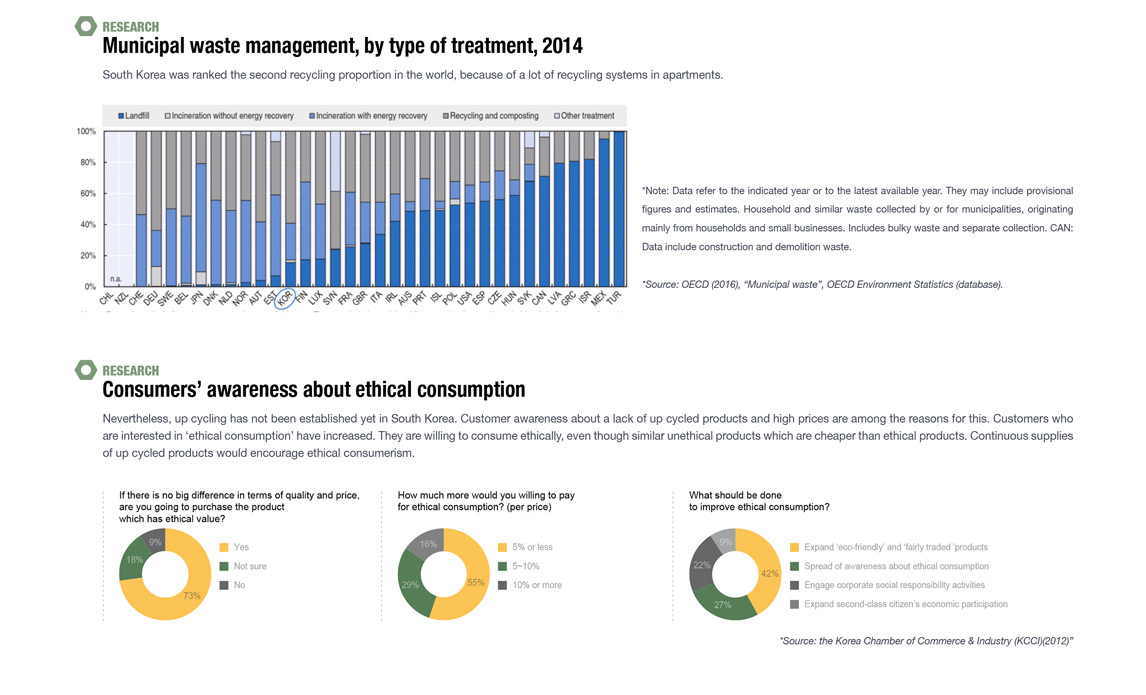 RESEARCH
Municipal waste management, by type of treatment, 2014
South Korea was ranked the second recycling proportion in the world, because of a lot of recycling systems in apartments.
Landfill Incineration without energy recovery Incineration with energy recovery Recycling and composting Other treatment
100%
80%
60%
40%
20%
0%
n.a.
CHL NZL CHE DEU SWE BEL JPN DNK NLD NOR AUT EST KOR FIN LUX SVN FRA GBR ITA IRL AUS PRT ISL POL USA ESP CZE HUN SVK CAN LVA GRC ISR MEX TUR
*Note: Data refer to the indicated year or to the latest available year. They may include provisional
figures and estimates. Household and similar waste collected by or for municipalities, originating
mainly from households and small businesses. Includes bulky waste and separate collection. CAN:
Data include construction and demolition waste.
*Source: OECD (2016), “Municipal waste”, OECD Environment Statistics (database).
RESEARCH
Consumers’ awareness about ethical consumption
Nevertheless, up cycling has not been established yet in South Korea. Customer awareness about a lack of up cycled products and high prices are among the reasons for this. Customers who
are interested in ‘ethical consumption’ have increased. They are willing to consume ethically, even though similar unethical products which are cheaper than ethical products. Continuous supplies
of up cycled products would encourage ethical consumerism.
If there is no big difference in terms of quality and price,
are you going to purchase the product
which has ethical value?
9%
18%
73%
Yes
Not sure
No
How much more would you willing to pay
for ethical consumption? (per price)
16%
29%
55%
5% or less
5~10%
10% or more
What should be done
to improve ethical consumption?
9%
22%
42%
27%
Expand ‘eco-friendly’ and ‘fairly traded ’products
Spread of awareness about ethical consumption
Engage corporate social responsibility activities
Expand second-class citizen’s economic participation
*Source: the Korea Chamber of Commerce & Industry (KCCI)(2012)”